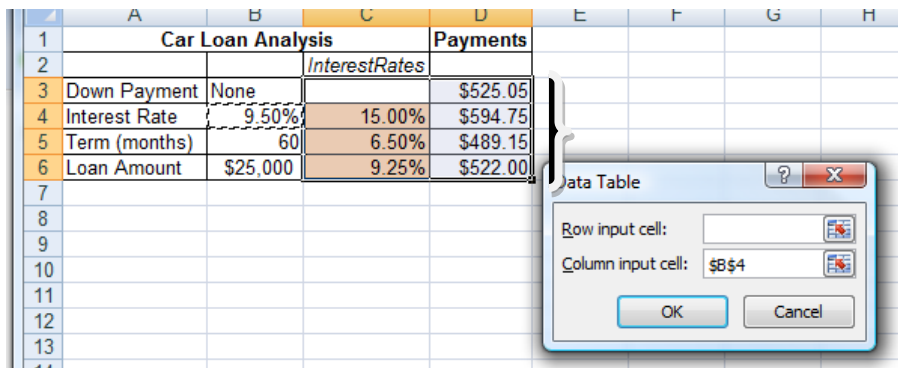 A B C D E F G H
1 Car Loan Analysis Payments
2 InterestRates
3 Down Payment None $525.05
4 Interest Rate 9.50% 15.00% $594.75
5 Term (months) 60 6.50% $489.15
6 Loan Amount $25,000 9.25% $522.00
7
8
9
10
11
12
13
Data Table ? X
Row input cell:
Column input cell: $B$4
OK Cancel